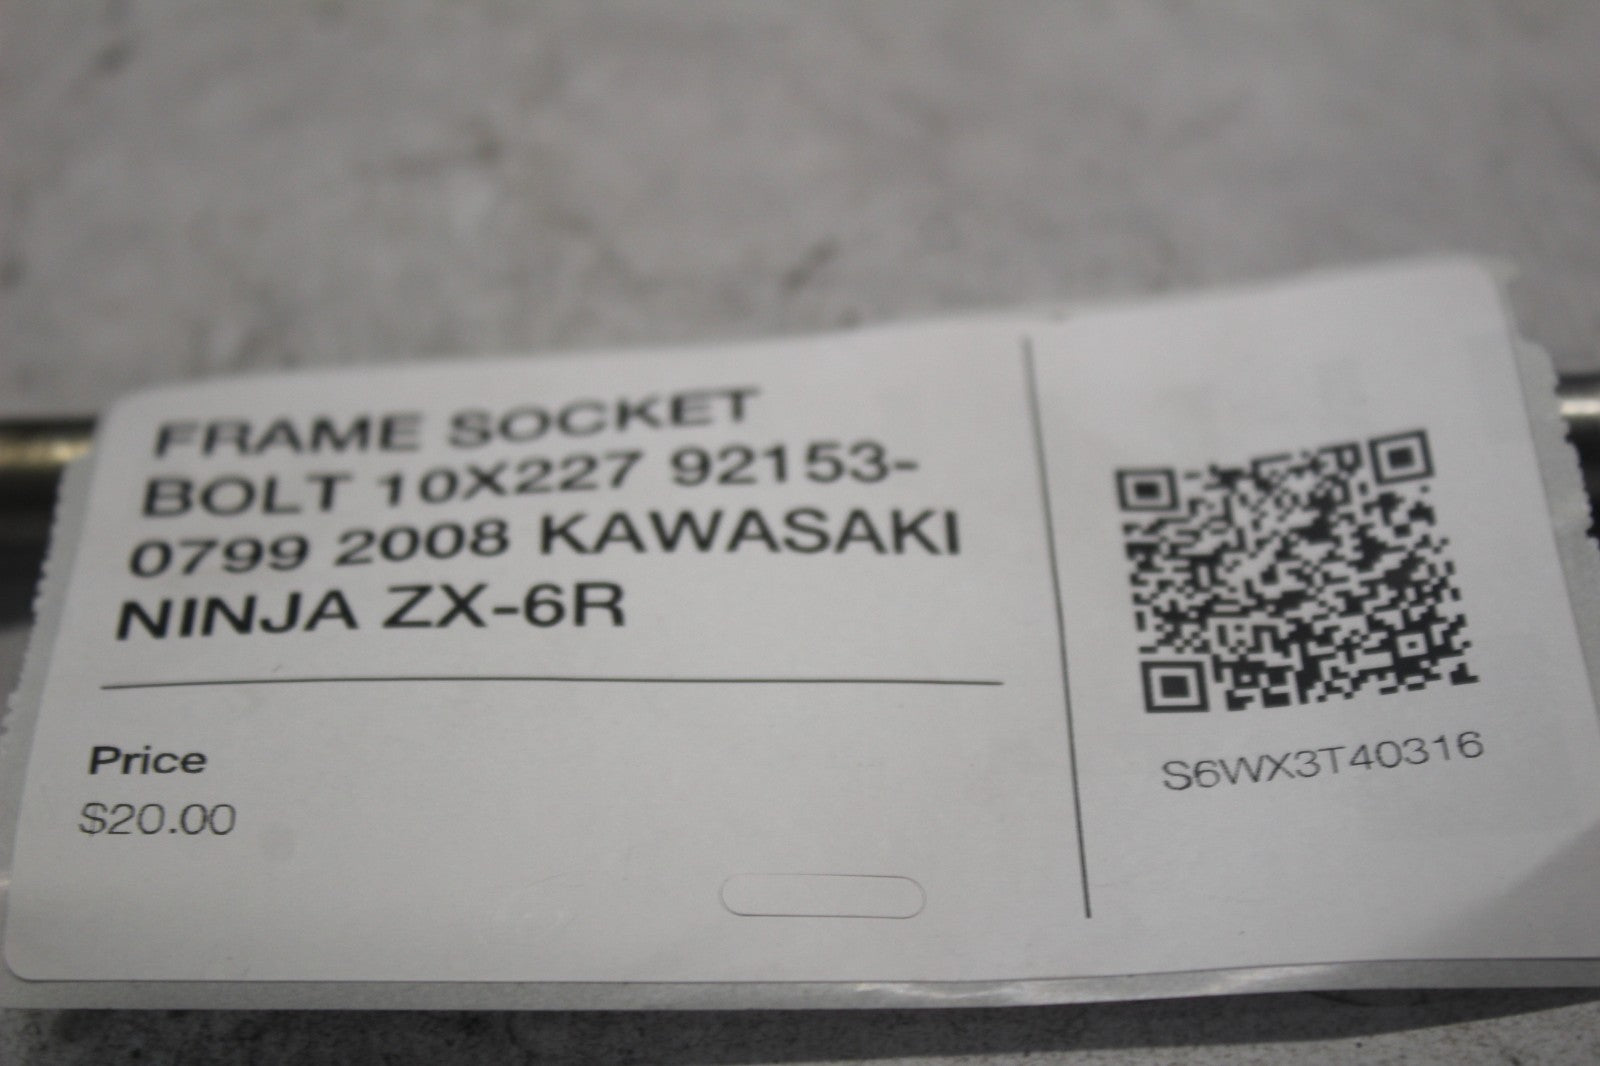 FRAME SOCKET
BOLT 10X227 92153-
0799 2008 KAWASAKI
NINJA ZX-6R
Price
$20.00
S6WX3T40316